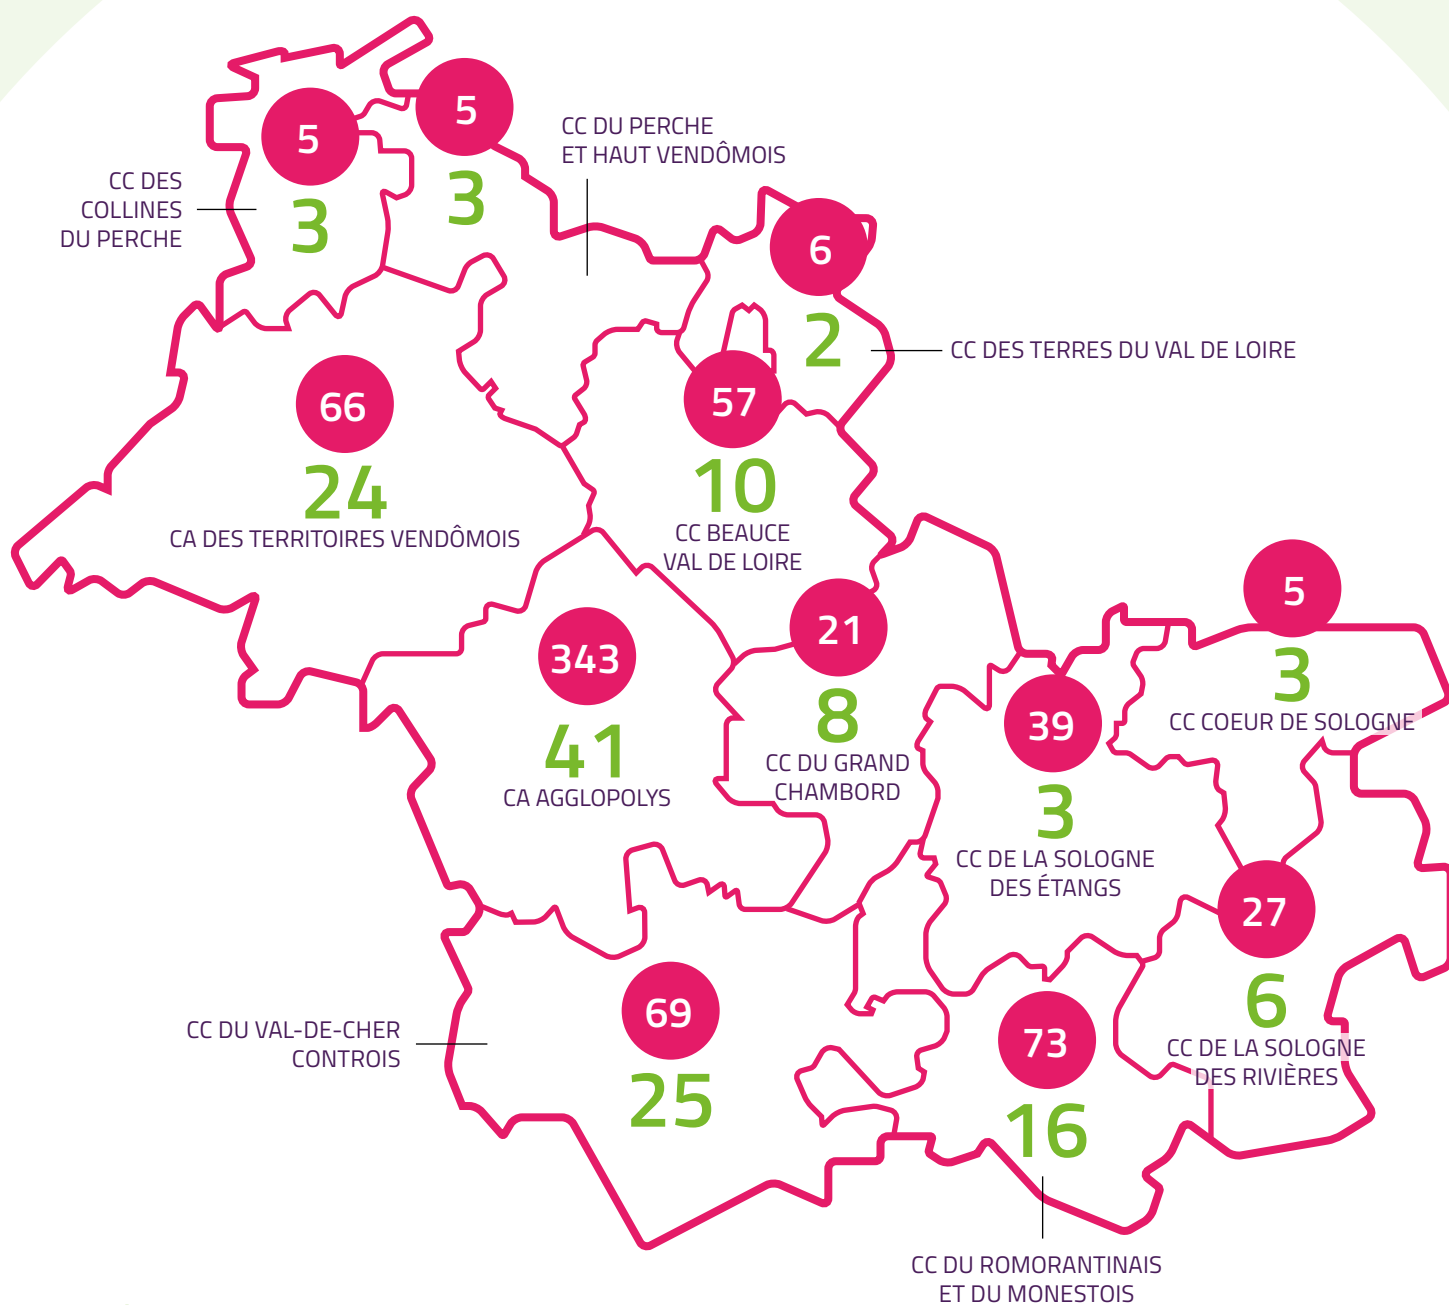 5
3
CC DES
COLLINES
DU PERCHE
5
3
CC DU PERCHE
ET HAUT VENDÔMOIS
6
2
CC DES TERRES DU VAL DE LOIRE
66
24
CA DES TERRITOIRES VENDÔMOIS
57
10
CC BEAUCE
VAL DE LOIRE
343
41
CA AGGLOPOLYS
21
8
CC DU GRAND
CHAMBORD
39
3
CC DE LA SOLOGNE
DES ÉTANGS
5
3
CC COEUR DE SOLOGNE
27
6
CC DE LA SOLOGNE
DES RIVIÈRES
CC DU VAL-DE-CHER
CONTROIS
69
25
73
16
CC DU ROMORANTINAIS
ET DU MONESTOIS